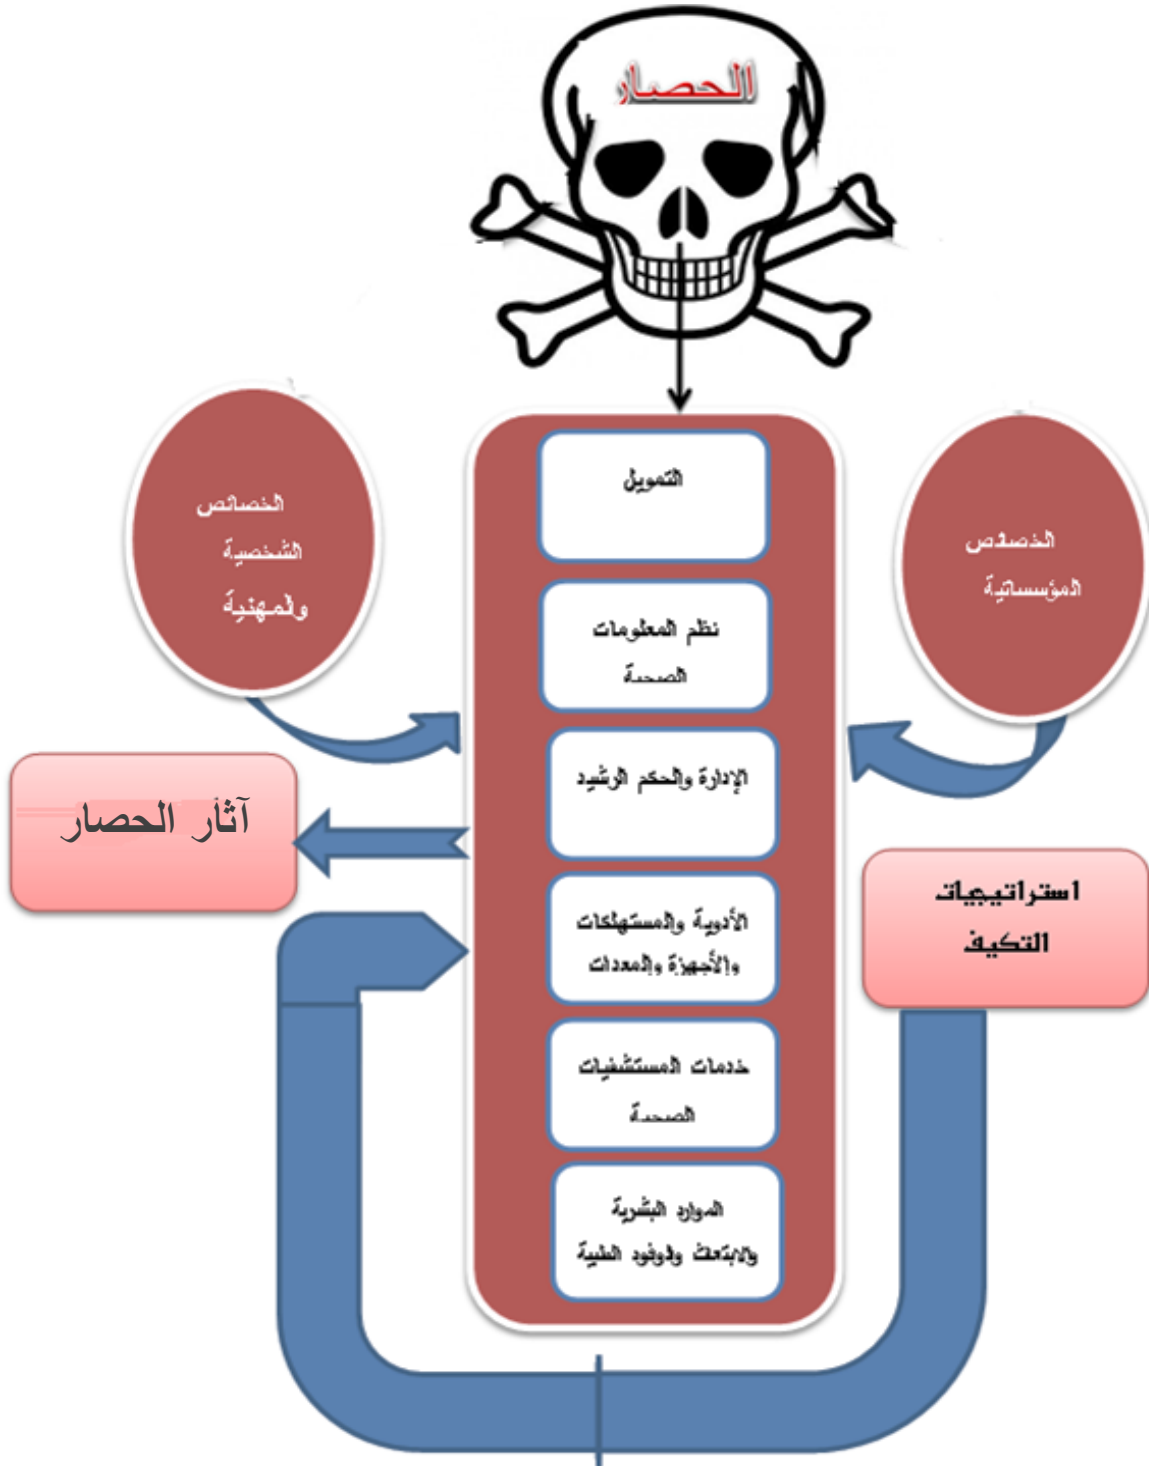 الحصار
التمويل
نظم المعلومات
الصحية
الإدارة والحكم الرشيد
الأدوية والمستهلكات
والأجهزة والمعدات
خدمات المستشفيات
الصحية
الموارد البشرية
والابتعاث والوفود الطبية
الخصائص
المؤسساتية
الخصائص
الشخصية
والمهنية
آثار الحصار
استراتيجيات
التكيف